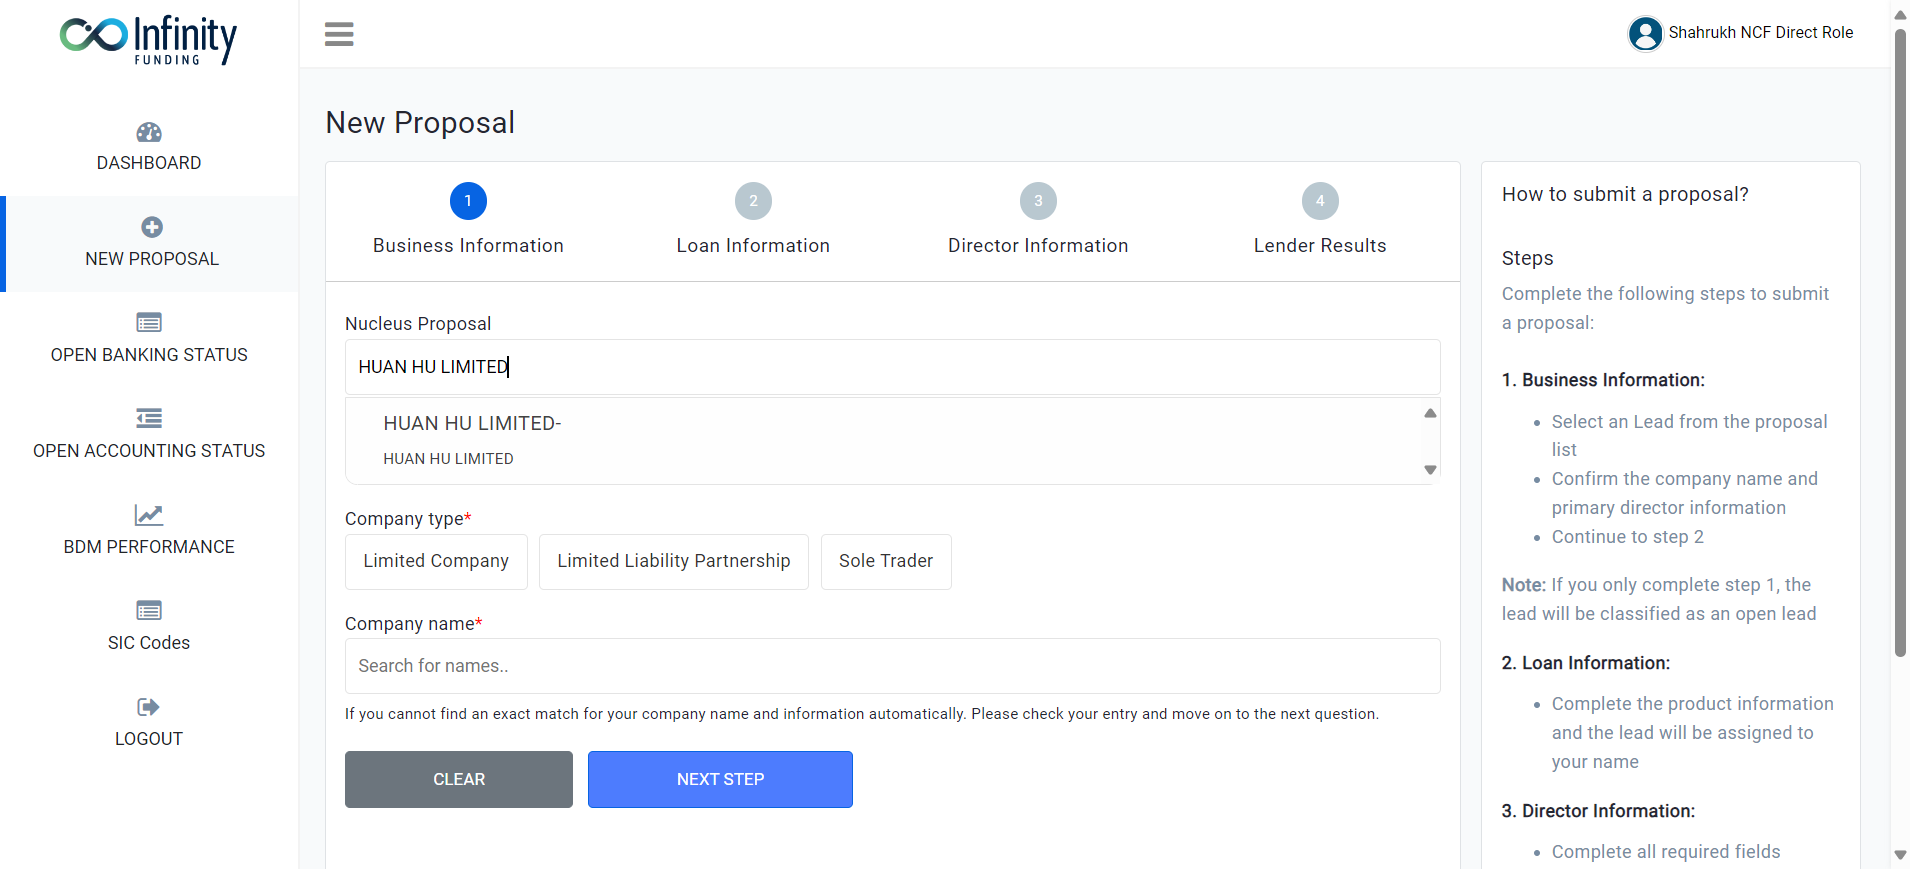 Infinity
FUNDING
Shahrukh NCF Direct Role
DASHBOARD
NEW PROPOSAL
OPEN BANKING STATUS
OPEN ACCOUNTING STATUS
BDM PERFORMANCE
SIC Codes
LOGOUT
New Proposal
1
Business Information
2
Loan Information
3
Director Information
4
Lender Results
Nucleus Proposal
HUAN HU LIMITED
HUAN HU LIMITED-
HUAN HU LIMITED
Company type*
Limited Company
Limited Liability Partnership
Sole Trader
Company name*
Search for names..
If you cannot find an exact match for your company name and information automatically. Please check your entry and move on to the next question.
CLEAR
NEXT STEP
How to submit a proposal?
Steps
Complete the following steps to submit
a proposal:
1. Business Information:
• Select an Lead from the proposal
list
• Confirm the company name and
primary director information
• Continue to step 2
Note: If you only complete step 1, the
lead will be classified as an open lead
2. Loan Information:
• Complete the product information
and the lead will be assigned to
your name
3. Director Information:
• Complete all required fields